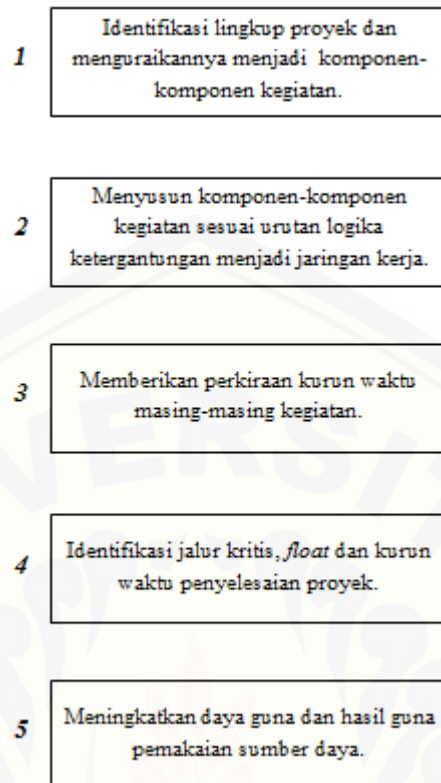 1
Identifikasi lingkup proyek dan
menguraikannya menjadi komponen-
komponen kegiatan.
2
Menyusun komponen-komponen
kegiatan sesuai urutan logika
ketergantungan menjadi jaringan kerja.
3
Memberikan perkiraan kurun waktu
masing-masing kegiatan.
4
Identifikasi jalur kritis, float dan kurun
waktu penyelesaian proyek.
5
Meningkatkan daya guna dan hasil guna
pemakaian sumber daya.